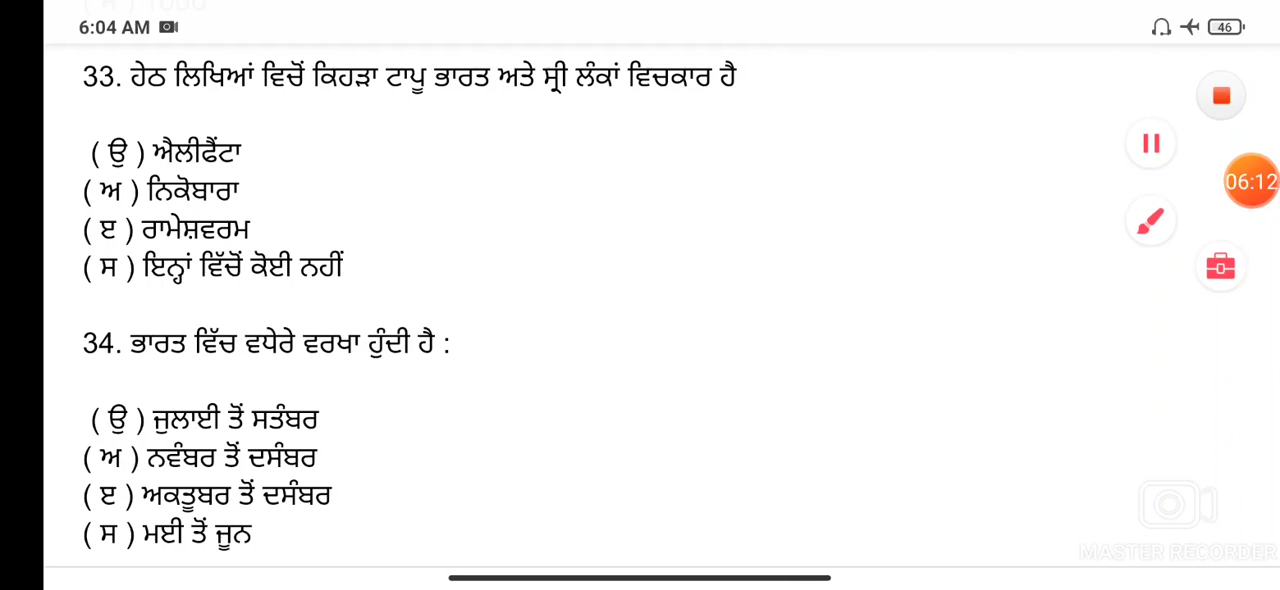 6:04 AM
46
33. ਹੇਠ ਲਿਖਿਆਂ ਵਿਚੋਂ ਕਿਹੜਾ ਟਾਪੂ ਭਾਰਤ ਅਤੇ ਸ੍ਰੀ ਲੰਕਾਂ ਵਿਚਕਾਰ ਹੈ
( ੳ ) ਐਲੀਫੈਂਟਾ
( ਅ ) ਨਿਕੋਬਾਰਾ
( ੲ ) ਰਾਮੇਸ਼ਵਰਮ
( ਸ ) ਇਨ੍ਹਾਂ ਵਿੱਚੋਂ ਕੋਈ ਨਹੀਂ
06:12
34. ਭਾਰਤ ਵਿੱਚ ਵਧੇਰੇ ਵਰਖਾ ਹੁੰਦੀ ਹੈ :
( ੳ ) ਜੁਲਾਈ ਤੋਂ ਸਤੰਬਰ
( ਅ ) ਨਵੰਬਰ ਤੋਂ ਦਸੰਬਰ
( ੲ ) ਅਕਤੂਬਰ ਤੋਂ ਦਸੰਬਰ
( ਸ ) ਮਈ ਤੋਂ ਜੂਨ
MASTER RECORDER